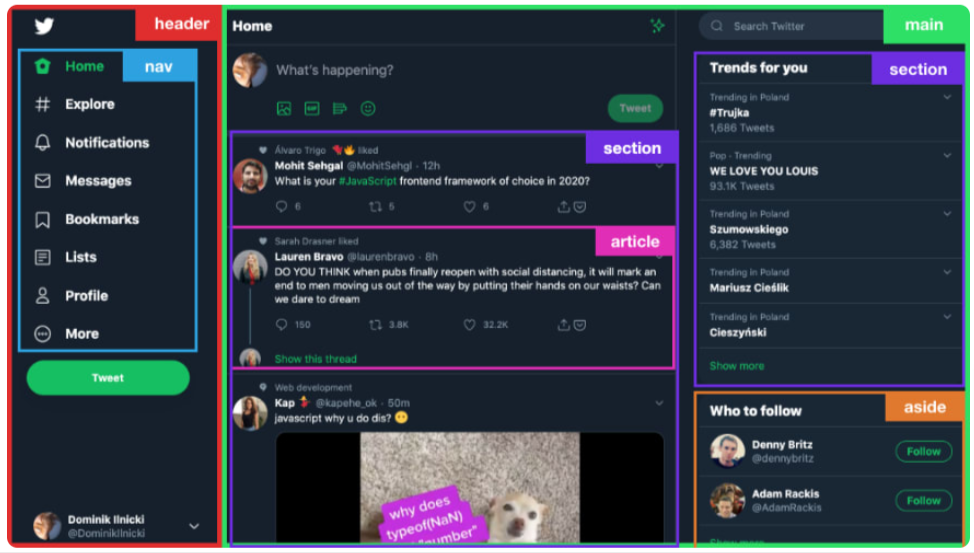 header
nav
Home
Explore
Notifications
Messages
Bookmarks
Lists
Profile
More
Tweet
Dominik Ilnicki
@DominikIlnicki
main
Home
What's happening?
GIF
Tweet
section
Álvaro Trigo liked
Mohit Sehgal @MohitSehgl · 12h
What is your #JavaScript frontend framework of choice in 2020?
6 5 6
article
Sarah Drasner liked
Lauren Bravo @laurenbravo · 8h
DO YOU THINK when pubs finally reopen with social distancing, it will mark an
end to men moving us out of the way by putting their hands on our waists? Can
we dare to dream
150 3.8K 32.2K
Show this thread
Web development
Kap @kapehe_ok · 50m
javascript why u do dis? 😶
why does
typeof(NaN)
"number"
Search Twitter
section
Trends for you
Trending in Poland
#Trujka
1,686 Tweets
Pop · Trending
WE LOVE YOU LOUIS
93.1K Tweets
Trending in Poland
Szumowskiego
6,382 Tweets
Trending in Poland
Mariusz Cieślik
Trending in Poland
Cieszyński
Show more
aside
Who to follow
Denny Britz
@dennybritz
Follow
Adam Rackis
@AdamRackis
Follow
Show more